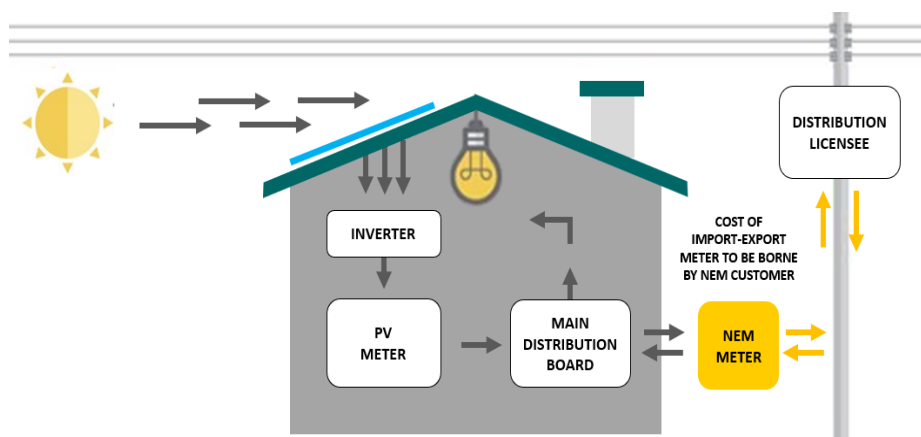 DISTRIBUTION
LICENSEE
COST OF
IMPORT-EXPORT
METER TO BE BORNE
BY NEM CUSTOMER
INVERTER
PV
METER
MAIN
DISTRIBUTION
BOARD
NEM
METER